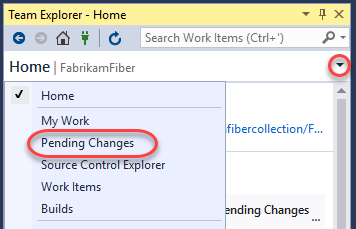 Team Explorer - Home
Search Work Items (Ctrl+')
Home | FabrikamFiber
Home
My Work
Pending Changes
afibercollection/F...
Source Control Explorer
Work Items
Builds
ending Changes
...